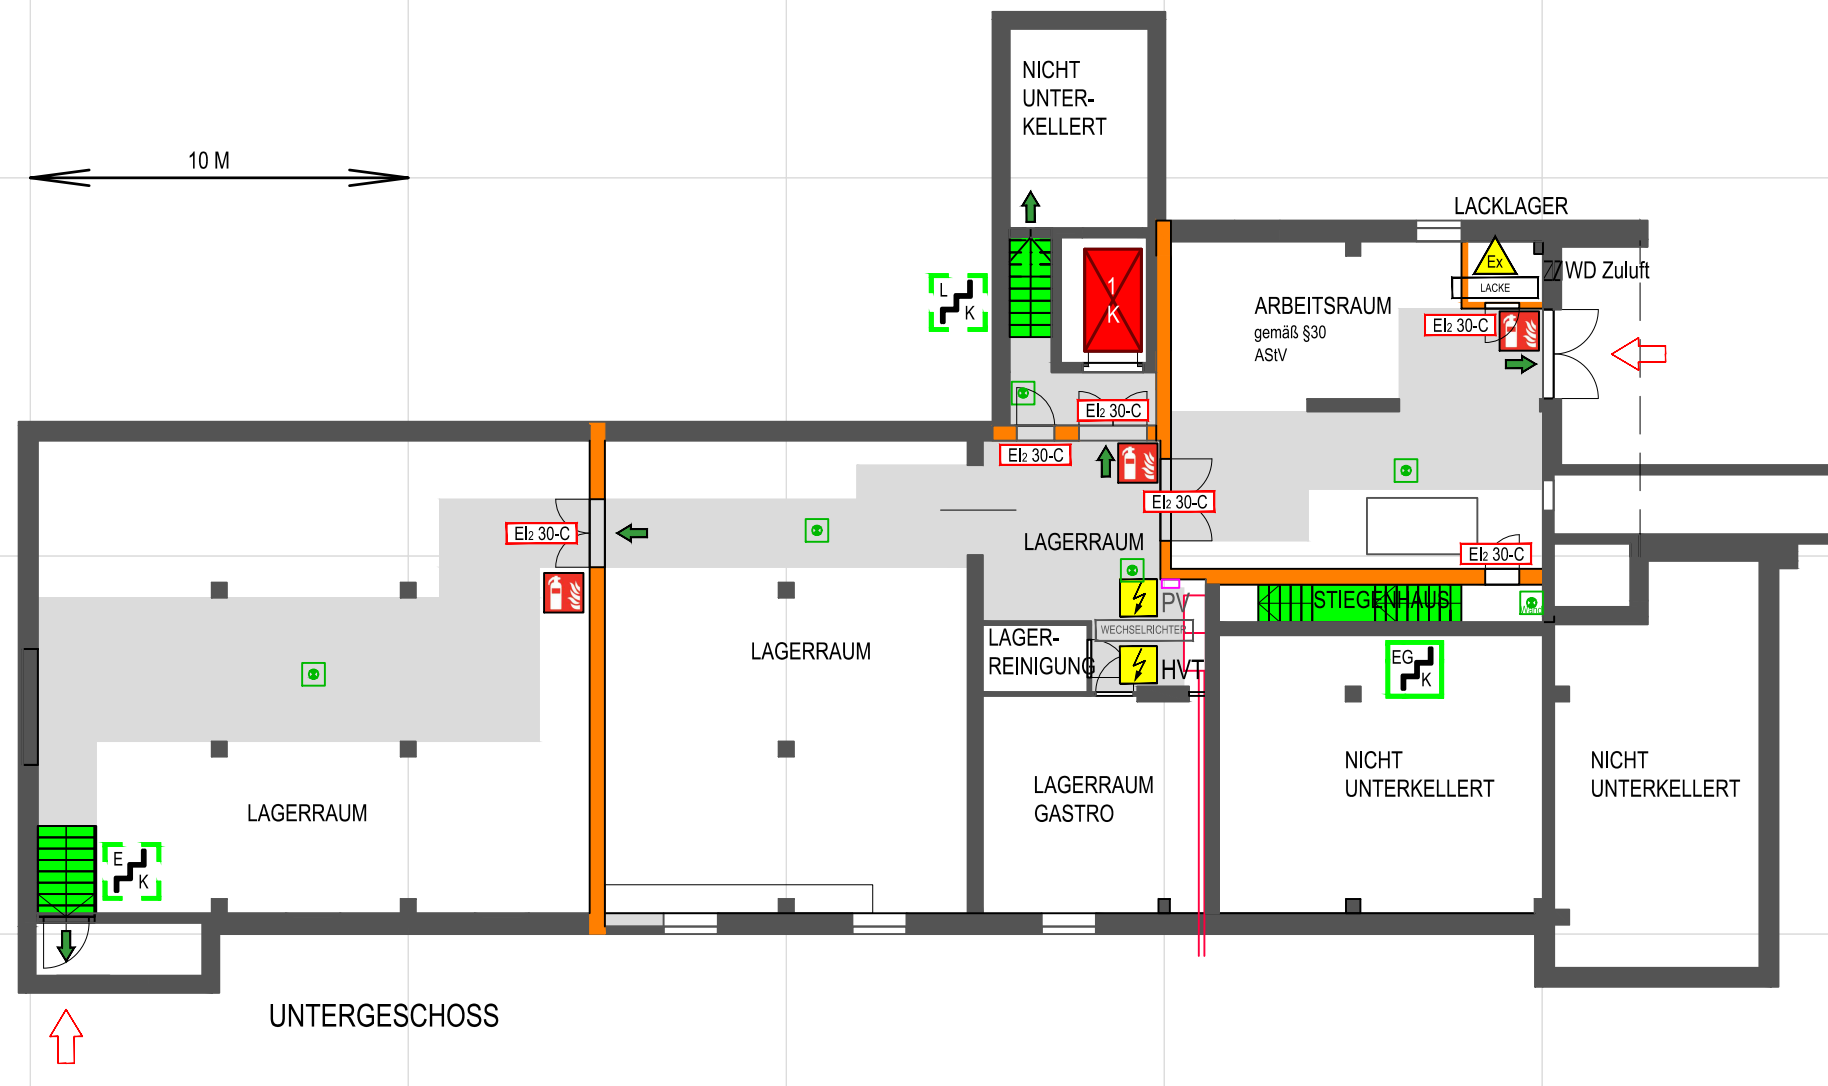 NICHT
UNTER-
KELLERT
10 M
LACKLAGER
Ex
WD Zuluft
LACKE
L
K
1
K
ARBEITSRAUM
gemäß §30
AStV
EI2 30-C
EI2 30-C
EI2 30-C
EI2 30-C
EI2 30-C
LAGERRAUM
EI2 30-C
PV
STIEGENHAUS
WECHSELRICHTER
LAGER-
REINIGUNG
HVT
LAGERRAUM
EG
K
NICHT
UNTERKELLERT
NICHT
UNTERKELLERT
LAGERRAUM
GASTRO
LAGERRAUM
E
K
UNTERGESCHOSS